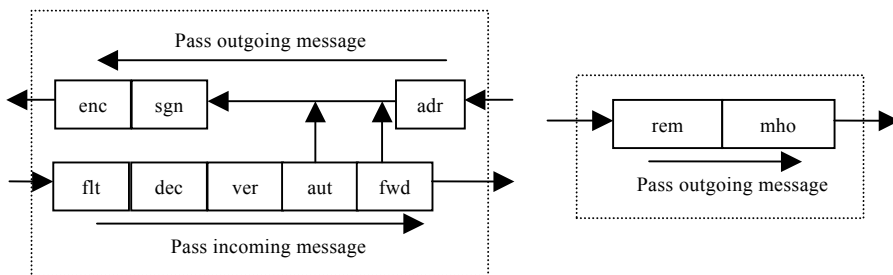 Pass outgoing message
enc sgn adr
flt dec ver aut fwd
Pass incoming message
rem mho
Pass outgoing message